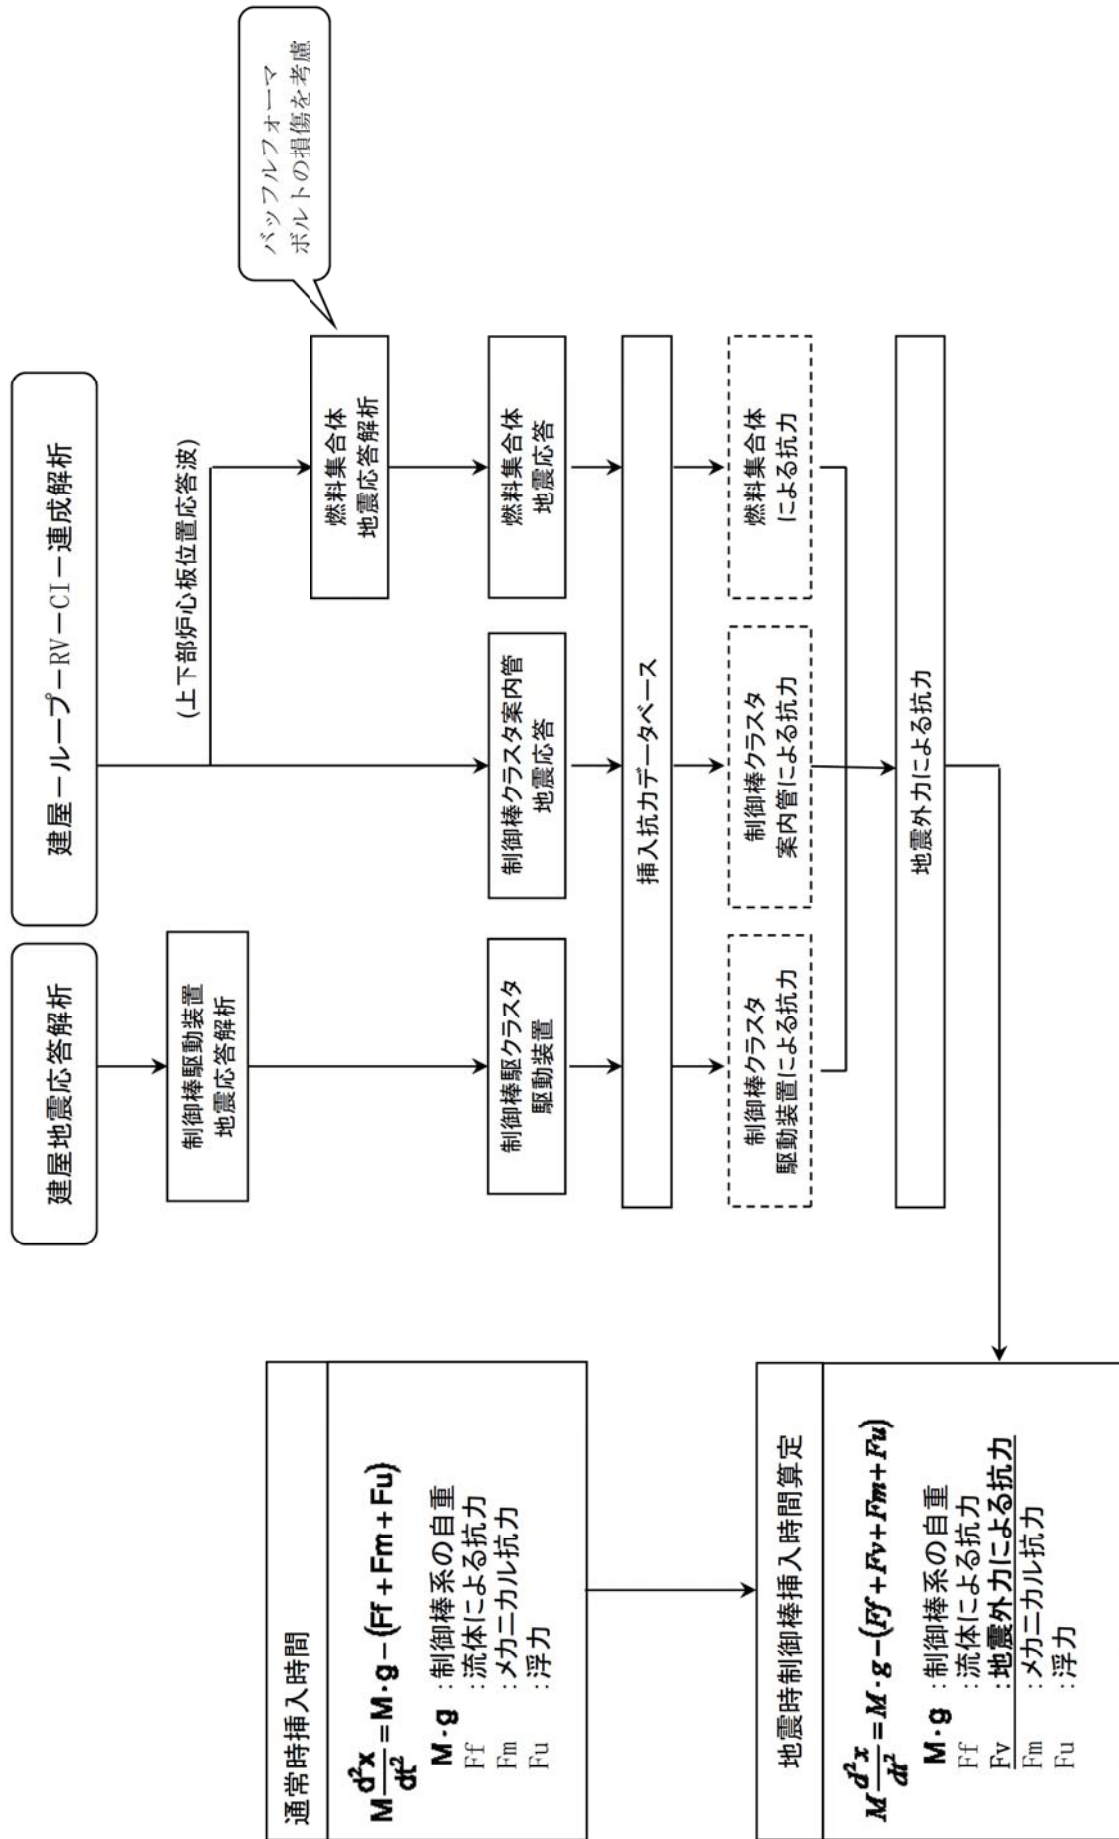 通常時挿入時間
M d²x/dt² = M・g − (Ff + Fm + Fu)
M・g : 制御棒系の自重
Ff : 流体による抗力
Fm : メカニカル抗力
Fu : 浮力
地震時制御棒挿入時間算定
M d²x/dt² = M・g − (Ff + Fv + Fm + Fu)
M・g : 制御棒系の自重
Ff : 流体による抗力
Fv : 地震外力による抗力
Fm : メカニカル抗力
Fu : 浮力
建屋地震応答解析
建屋ーループーRVーCIー連成解析
制御棒駆動装置
地震応答解析
(上下部炉心板位置応答波)
バッフルフォーマ
ボルトの損傷を考慮
燃料集合体
地震応答解析
制御棒駆クラスタ
駆動装置
制御棒クラスタ案内管
地震応答
燃料集合体
地震応答
挿入抗力データベース
制御棒クラスタ
駆動装置による抗力
制御棒クラスタ
案内管による抗力
燃料集合体
による抗力
地震外力による抗力